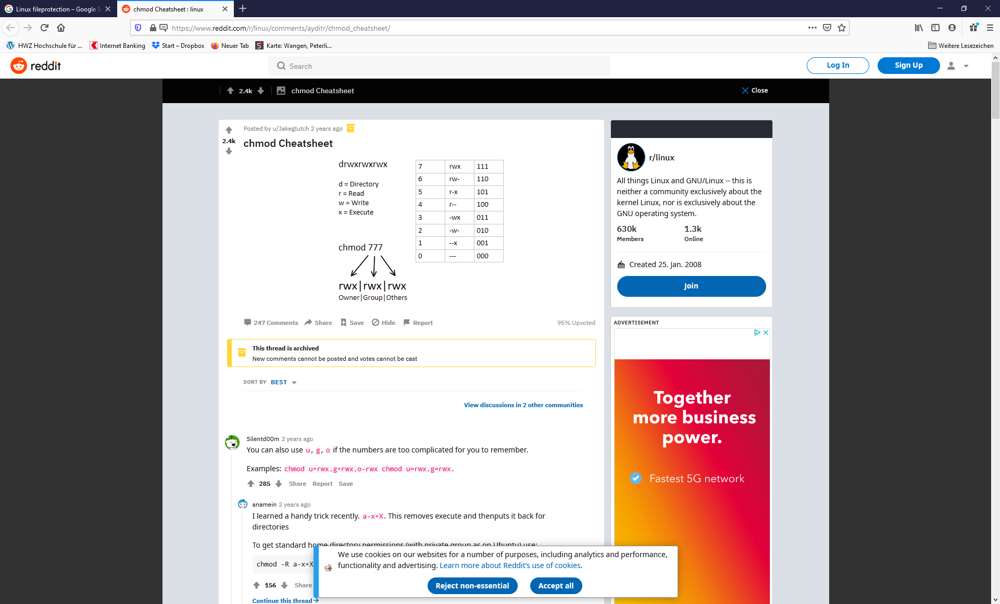 Linux fileprotection – Google S
chmod Cheatsheet : linux
https://www.reddit.com/r/linux/comments/ayditr/chmod_cheatsheet/
HWZ Hochschule für ...
Internet Banking
Start – Dropbox
Neuer Tab
Karte: Wangen, Peterli...
Weitere Lesezeichen
reddit
Search
Log In
Sign Up
2.4k
chmod Cheatsheet
Close
Posted by u/Jakeglutch 2 years ago
2.4k
chmod Cheatsheet
drwxrwxrwx
d = Directory
r = Read
w = Write
x = Execute
7 rwx 111
6 rw- 110
5 r-x 101
4 r-- 100
3 -wx 011
2 -w- 010
1 --x 001
0 --- 000
chmod 777
rwx|rwx|rwx
Owner|Group|Others
247 Comments Share Save Hide Report 95% Upvoted
This thread is archived
New comments cannot be posted and votes cannot be cast
SORT BY BEST
View discussions in 2 other communities
Silentd00m 2 years ago
You can also use u, g, o if the numbers are too complicated for you to remember.
Examples: chmod u+rwx,g+rwx,o-rwx chmod u=rwx,g=rwx.
285 Share Report Save
anamein 2 years ago
I learned a handy trick recently. a-x+X. This removes execute and thenputs it back for
directories
To get standard home directory permissions (with private group as on Ubuntu) use:
chmod -R a-x+X
156 Share
Continue this thread
r/linux
All things Linux and GNU/Linux -- this is
neither a community exclusively about the
kernel Linux, nor is exclusively about the
GNU operating system.
630k 1.3k
Members Online
Created 25. Jan. 2008
Join
ADVERTISEMENT
Together
more business
power.
Fastest 5G network
We use cookies on our websites for a number of purposes, including analytics and performance,
functionality and advertising. Learn more about Reddit’s use of cookies.
Reject non-essential
Accept all